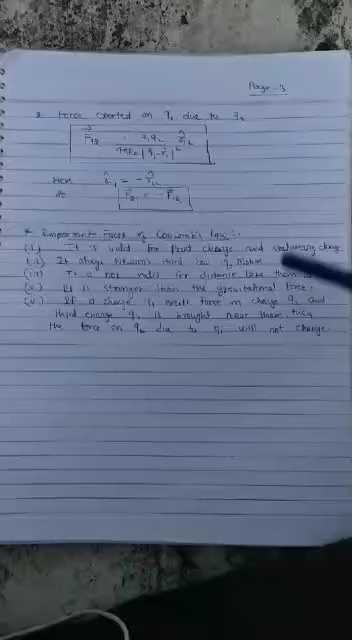 Page - 3
* Force exerted on q1 due to q2
F12 = q1q2 / 4πε0 |r1 - r2|² r̂12
Here r̂21 = - r̂12
so F21 = - F12
* Important Facts of Coulomb's Law :-
(i) It is valid for point charge and stationary charge
(ii) It obeys Newton's third law of Motion
(iii) It is not valid for distance less than
(iv) It is stronger than the gravitational force.
(v) If a charge q1 exerts force on charge q2 and
third charge q3 is brought near them, then
the force on q2 due to q1 will not change.